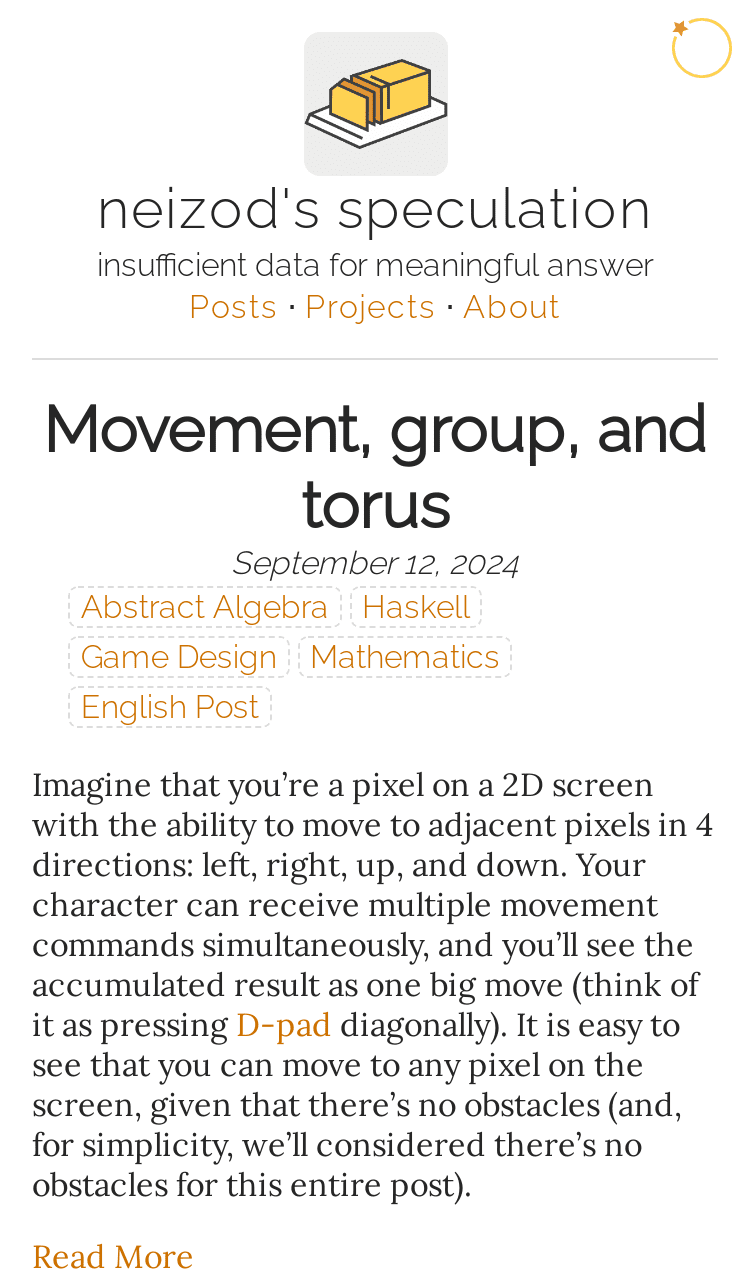 neizod's speculation
insufficient data for meaningful answer
Posts · Projects · About
Movement, group, and
torus
September 12, 2024
Abstract Algebra Haskell
Game Design Mathematics
English Post
Imagine that you’re a pixel on a 2D screen
with the ability to move to adjacent pixels in 4
directions: left, right, up, and down. Your
character can receive multiple movement
commands simultaneously, and you’ll see the
accumulated result as one big move (think of
it as pressing D-pad diagonally). It is easy to
see that you can move to any pixel on the
screen, given that there’s no obstacles (and,
for simplicity, we’ll considered there’s no
obstacles for this entire post).
Read More